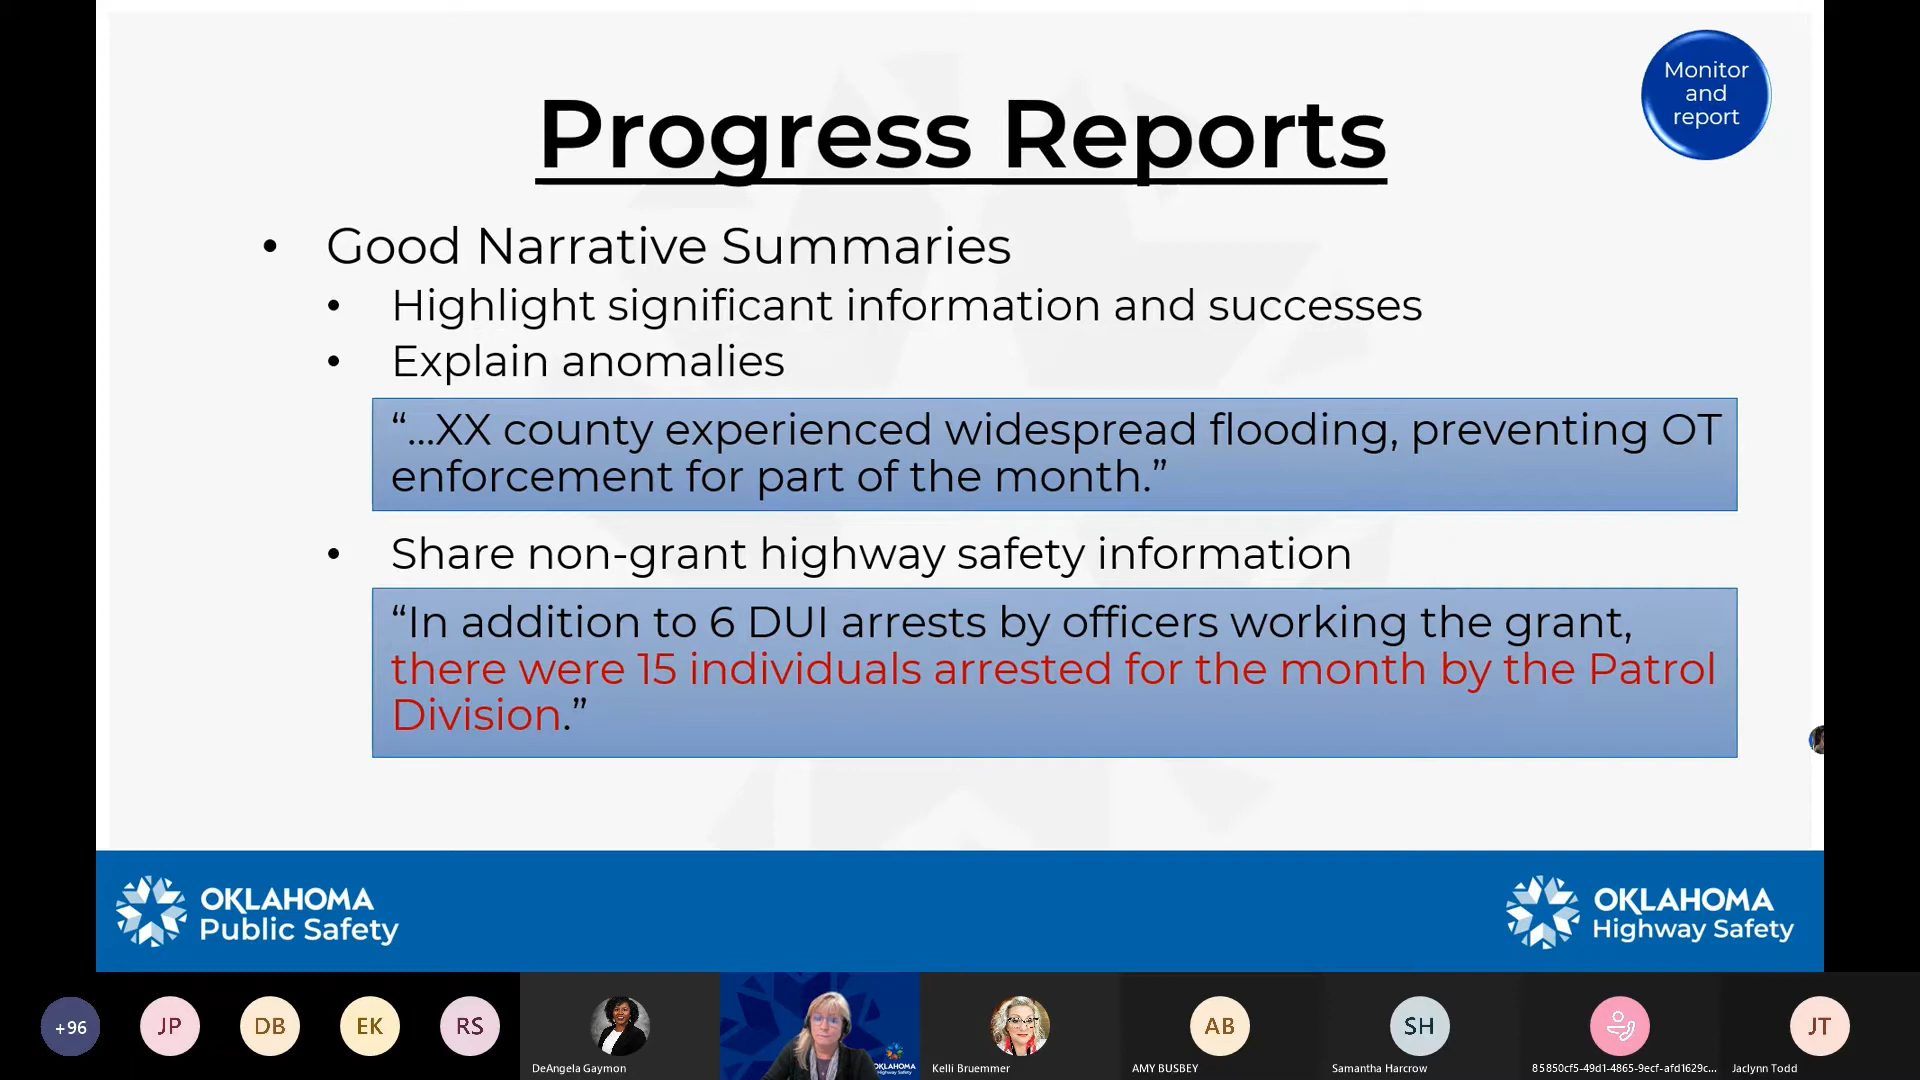 Monitor
and
report
Progress Reports
• Good Narrative Summaries
• Highlight significant information and successes
• Explain anomalies
“...XX county experienced widespread flooding, preventing OT
enforcement for part of the month.”
• Share non-grant highway safety information
“In addition to 6 DUI arrests by officers working the grant,
there were 15 individuals arrested for the month by the Patrol
Division.”
OKLAHOMA
Public Safety
OKLAHOMA
Highway Safety
+96
JP
DB
EK
RS
DeAngela Gaymon
OKLAHOMA
Highway Safety
Kelli Bruemmer
AB
AMY BUSBEY
SH
Samantha Harcrow
85850cf5-49d1-4865-9ecf-afd1629c...
JT
Jaclynn Todd